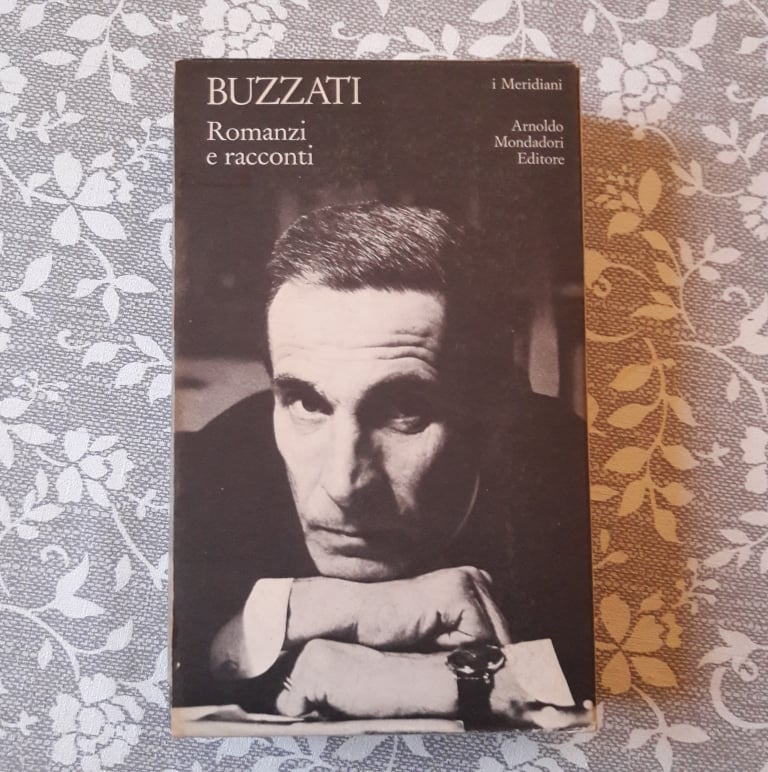 BUZZATI
Romanzi
e racconti
i Meridiani
Arnoldo
Mondadori
Editore